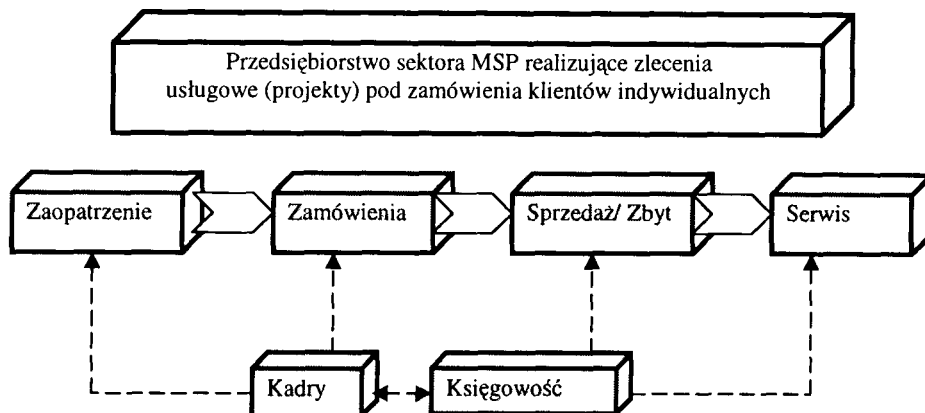 Przedsiębiorstwo sektora MSP realizujące zlecenia
usługowe (projekty) pod zamówienia klientów indywidualnych
Zaopatrzenie
Zamówienia
Sprzedaż/ Zbyt
Serwis
Kadry
Księgowość